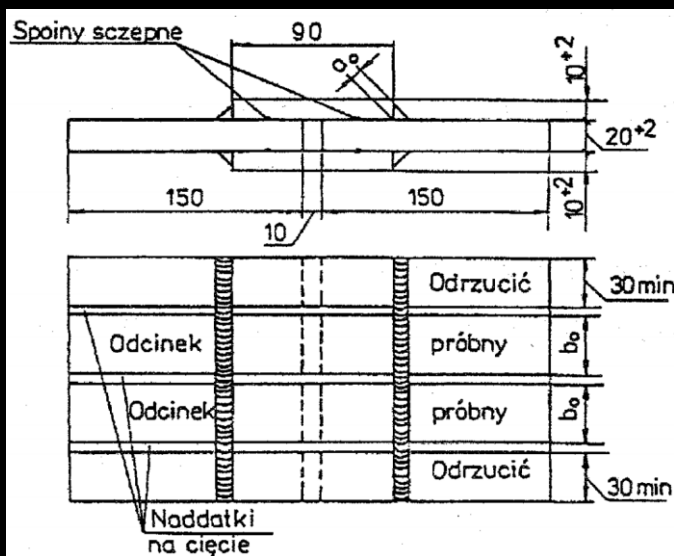 Spoiny sczepne
90
a₀
10⁺²
20⁺²
10⁺²
150
150
10
Odrzucić
30min
Odcinek
próbny
b₀
Odcinek
próbny
b₀
Odrzucić
30min
Naddatki
na cięcie